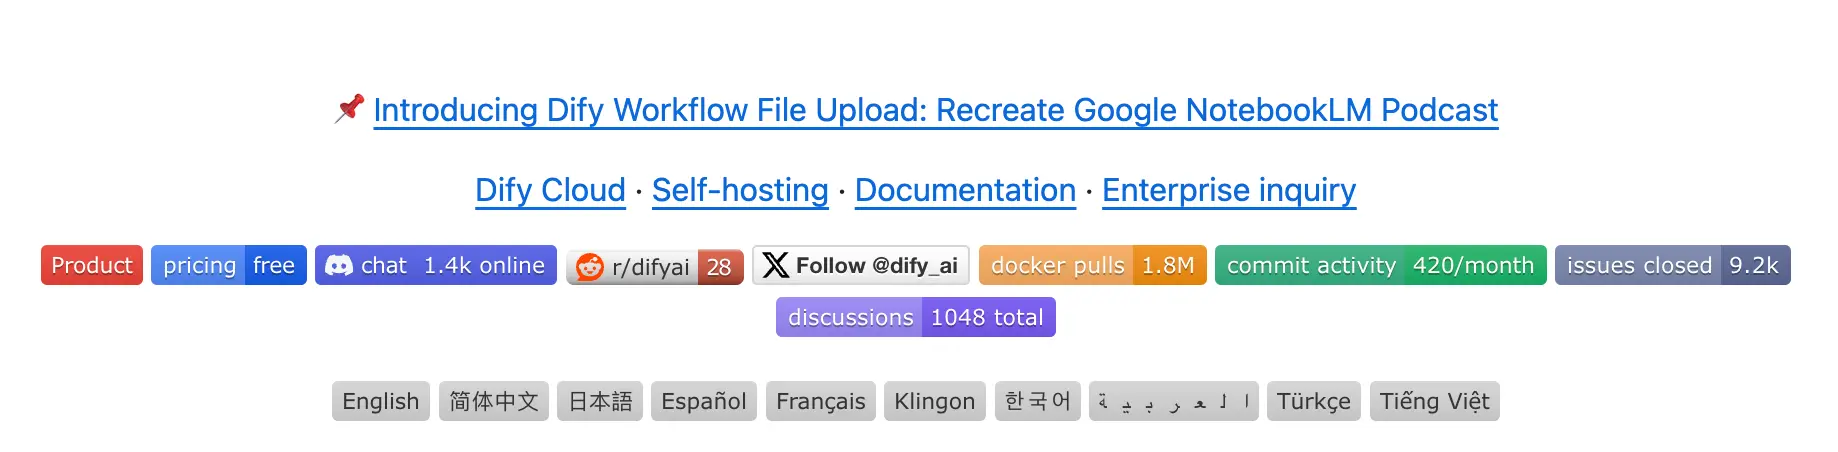 📌 Introducing Dify Workflow File Upload: Recreate Google NotebookLM Podcast
Dify Cloud · Self-hosting · Documentation · Enterprise inquiry
Product pricing free chat 1.4k online r/difyai 28 Follow @dify_ai docker pulls 1.8M commit activity 420/month issues closed 9.2k
discussions 1048 total
English 简体中文 日本語 Español Français Klingon 한국어 العربية Türkçe Tiếng Việt